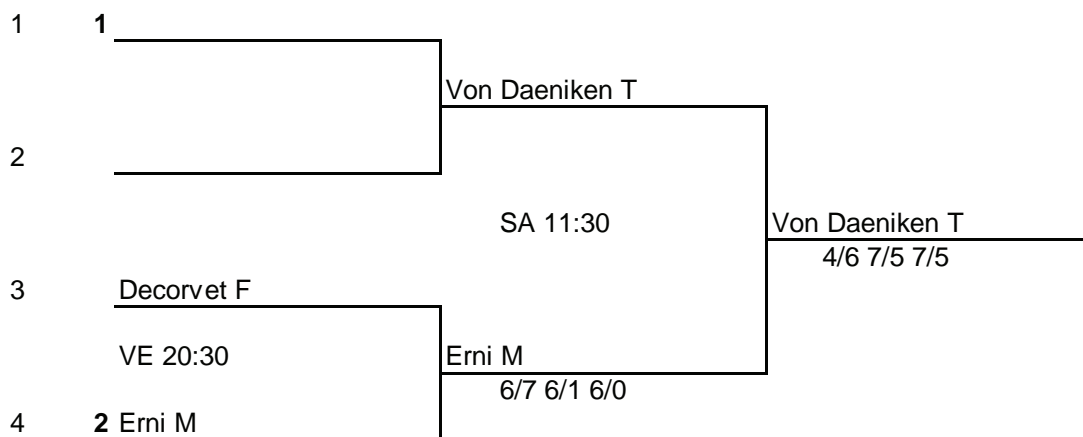 1 1
Von Daeniken T
2
SA 11:30 Von Daeniken T
4/6 7/5 7/5
3 Decorvet F
VE 20:30 Erni M
6/7 6/1 6/0
4 2 Erni M